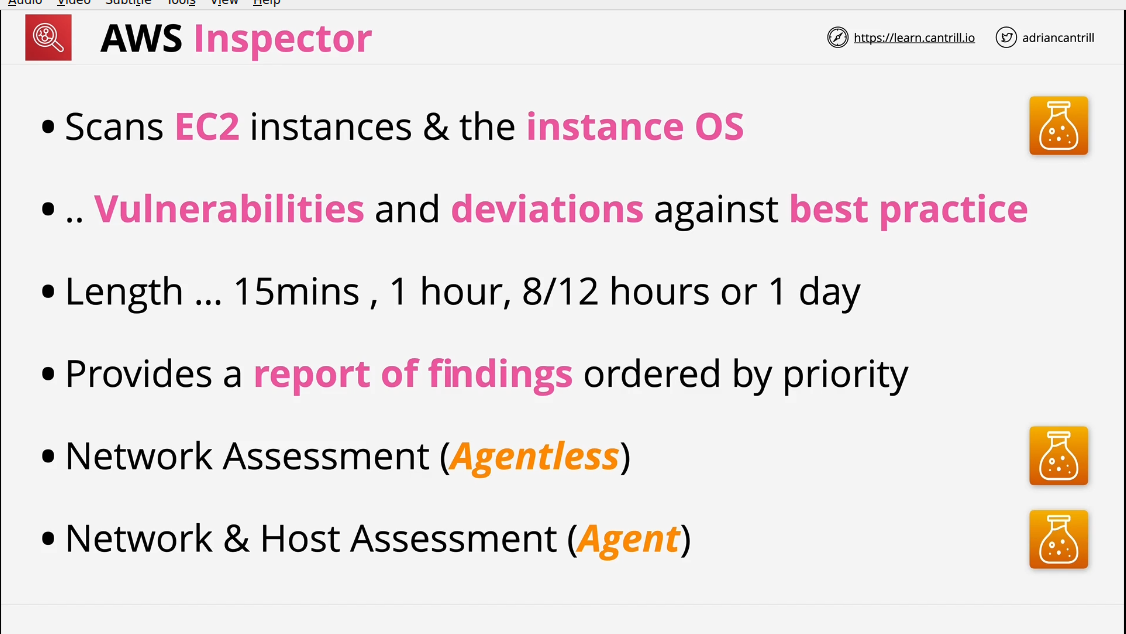 Audio Video Subtitle Tools View Help
AWS Inspector
https://learn.cantrill.io adriancantrill
• Scans EC2 instances & the instance OS
• .. Vulnerabilities and deviations against best practice
• Length ... 15mins , 1 hour, 8/12 hours or 1 day
• Provides a report of findings ordered by priority
• Network Assessment (Agentless)
• Network & Host Assessment (Agent)